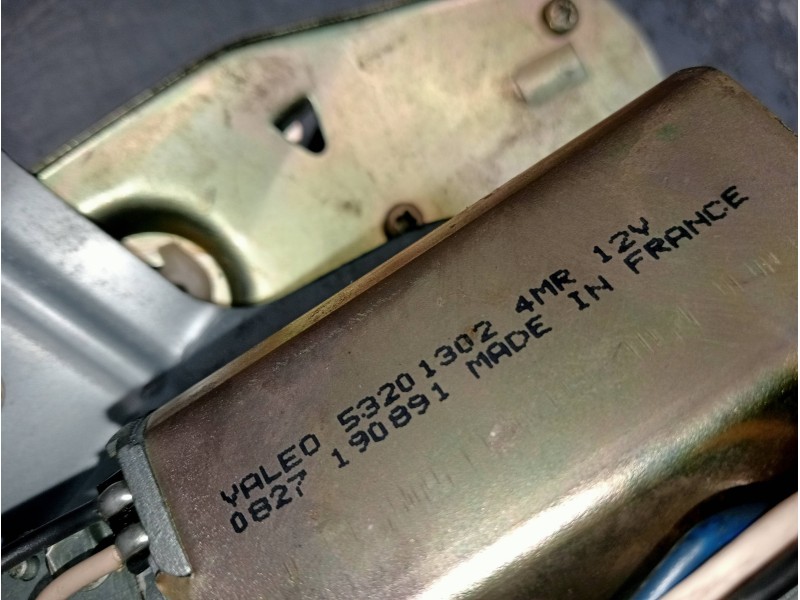 VALEO 53201302 4MR 12V
0827 190891 MADE IN FRANCE